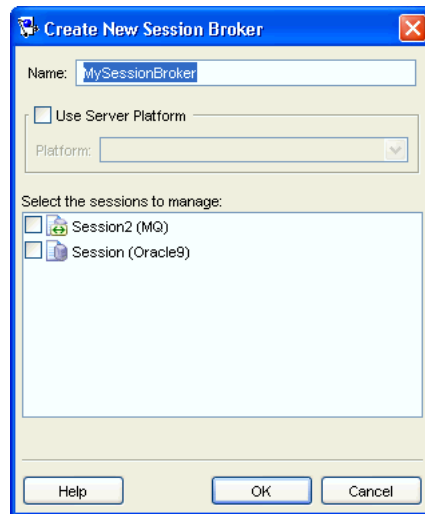 Create New Session Broker
Name: MySessionBroker
Use Server Platform
Platform:
Select the sessions to manage:
Session2 (MQ)
Session (Oracle9)
Help OK Cancel